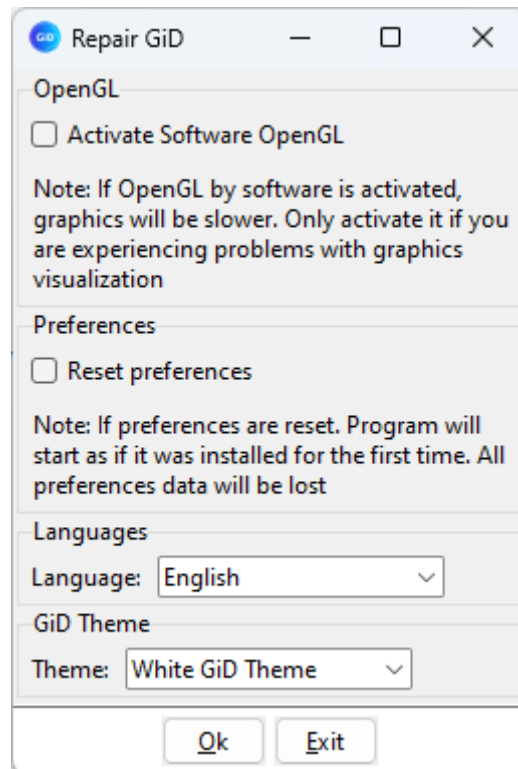 GiD Repair GiD
OpenGL
Activate Software OpenGL
Note: If OpenGL by software is activated,
graphics will be slower. Only activate it if you
are experiencing problems with graphics
visualization
Preferences
Reset preferences
Note: If preferences are reset. Program will
start as if it was installed for the first time. All
preferences data will be lost
Languages
Language: English
GiD Theme
Theme: White GiD Theme
Ok Exit